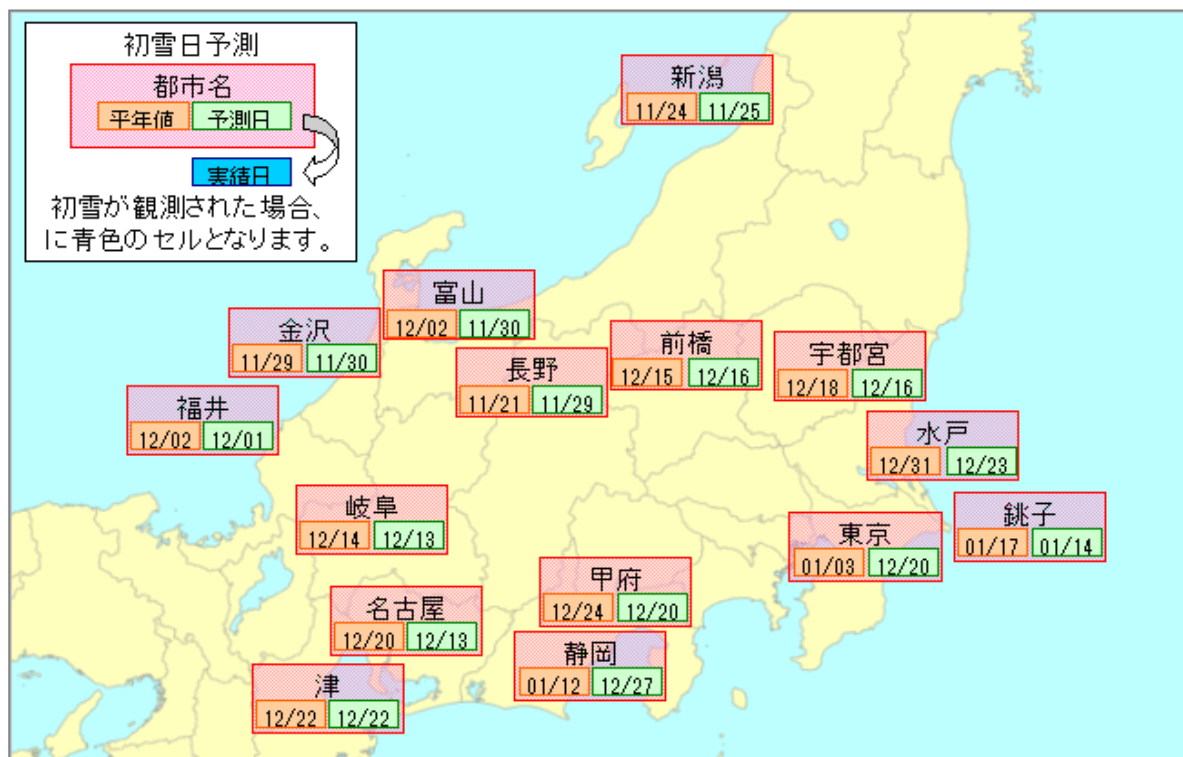 初雪日予測
都市名
平年値 予測日
実績日
初雪が観測された場合、
に青色のセルとなります。
新潟
11/24 11/25
富山
12/02 11/30
金沢
11/29 11/30
前橋
12/15 12/16
宇都宮
12/18 12/16
長野
11/21 11/29
福井
12/02 12/01
水戸
12/31 12/23
岐阜
12/14 12/13
銚子
01/17 01/14
東京
01/03 12/20
甲府
12/24 12/20
名古屋
12/20 12/13
静岡
01/12 12/27
津
12/22 12/22